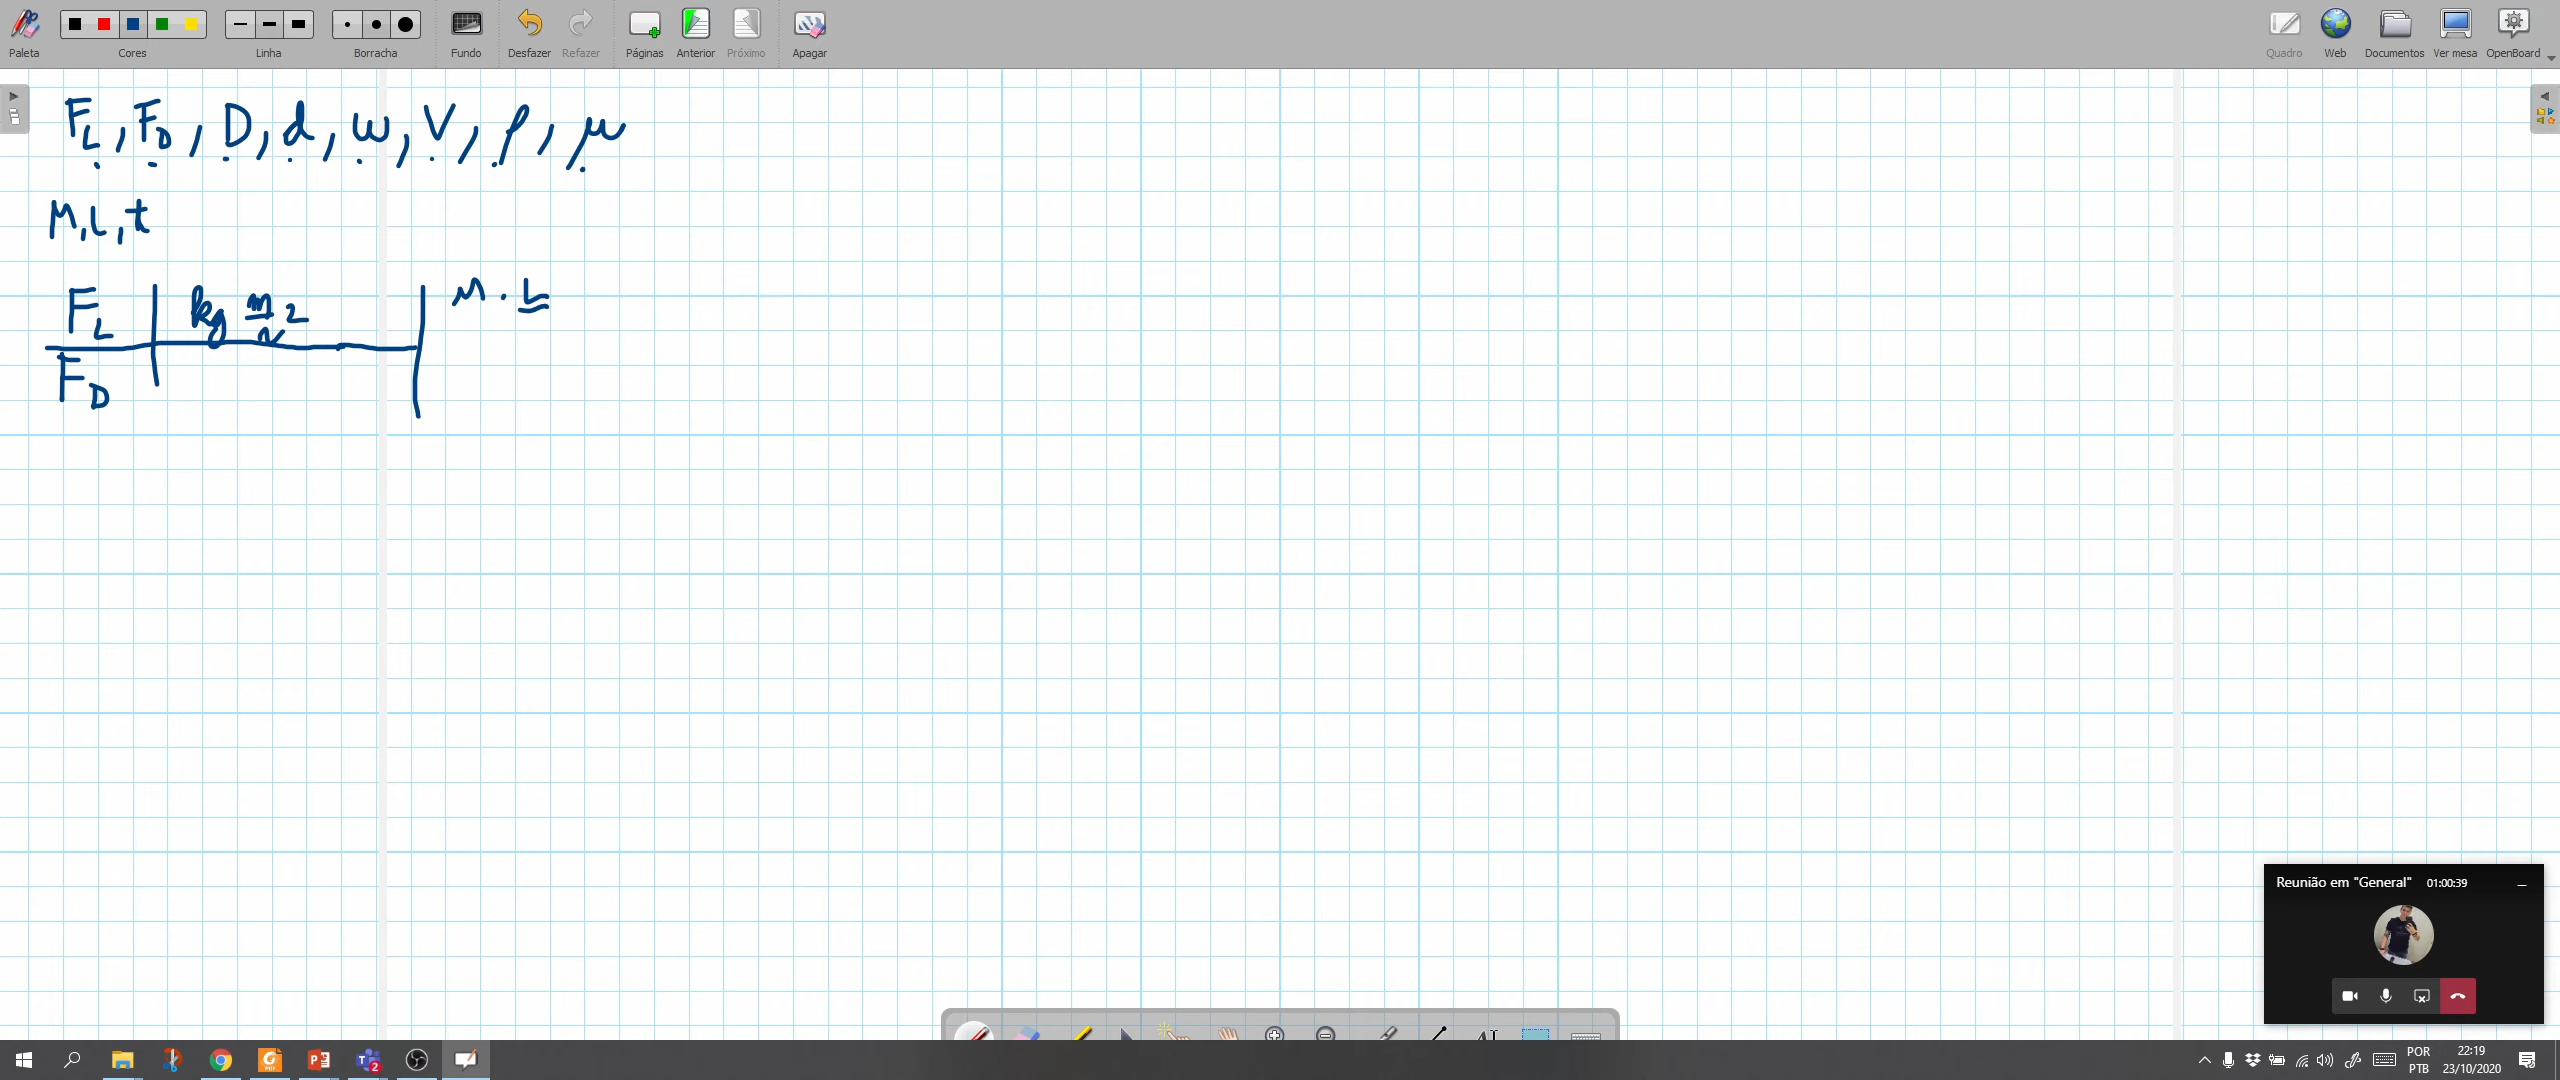 Paleta Cores Linha Borracha Fundo Desfazer Refazer Páginas Anterior Próximo Apagar Quadro Web Documentos Ver mesa OpenBoard
F_L, F_D, D, d, ω, V, ρ, μ
M, L, t
F_L | kg m/s² | M · L
F_D
Reunião em "General" 01:00:39
POR 22:19
PTB 23/10/2020